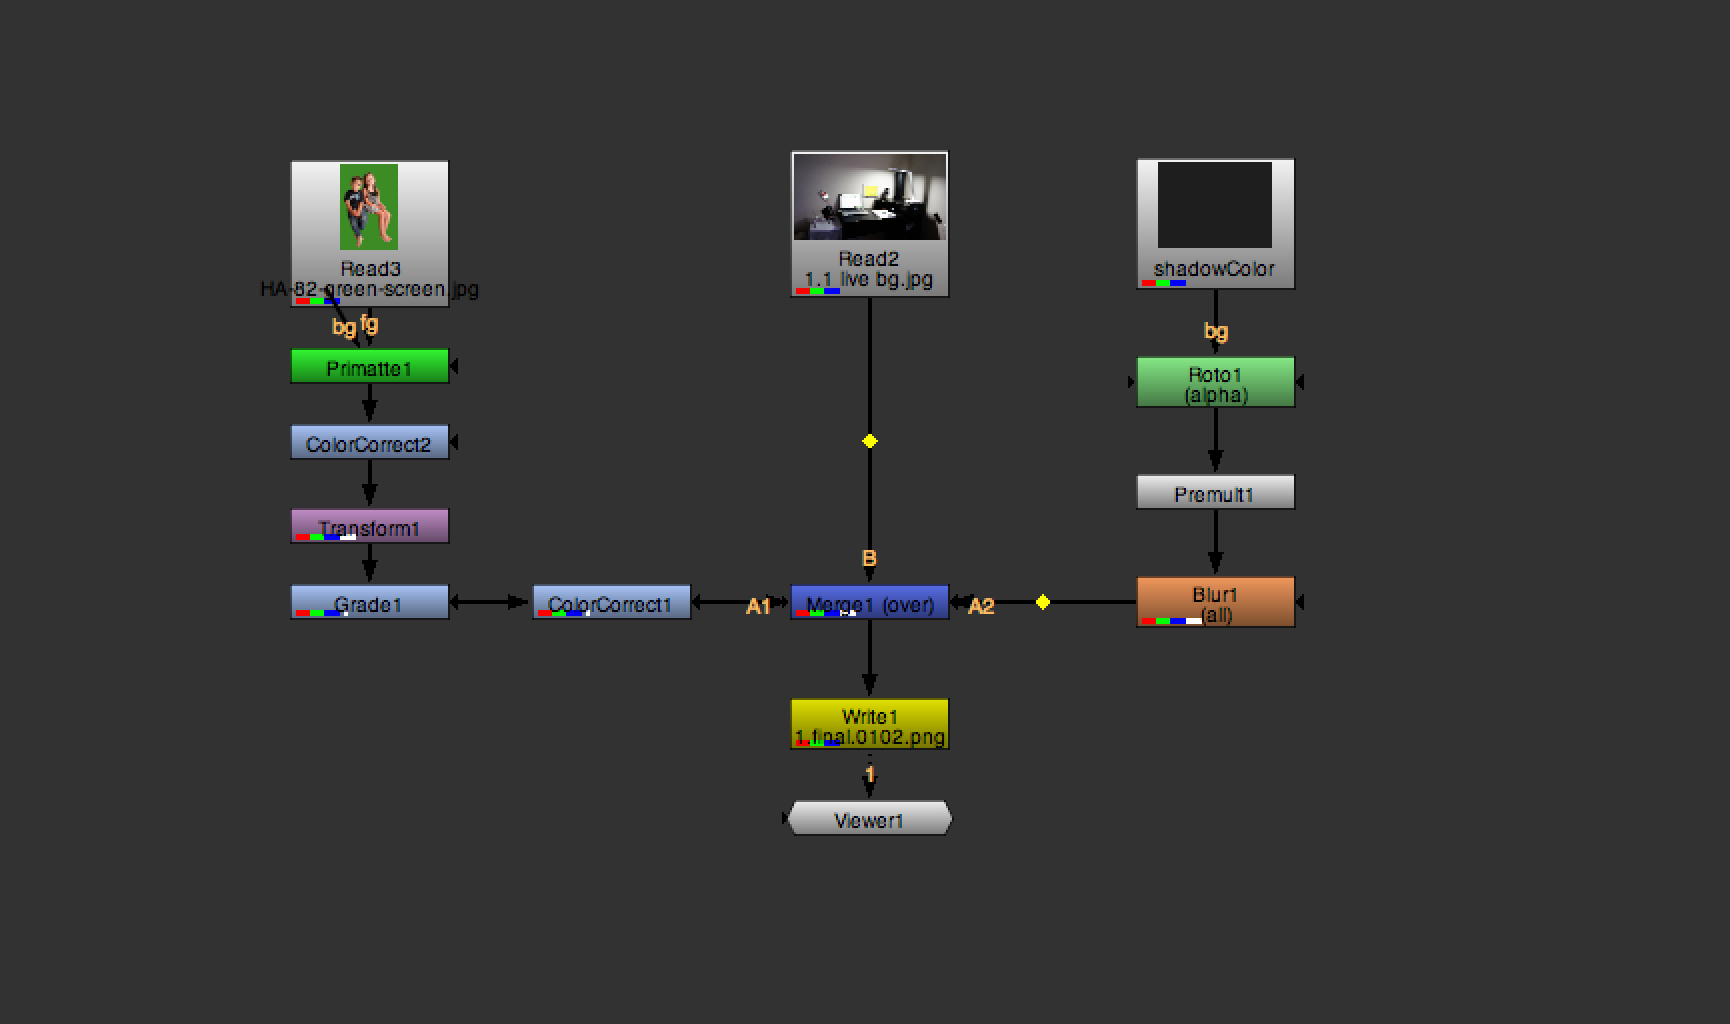 Read3
HA-82-green-screen.jpg
bg fg
Primatte1
ColorCorrect2
Transform1
Grade1
ColorCorrect1
A1
Read2
1.1 live bg.jpg
B
Merge1 (over)
A2
Write1
1.final.0102.png
1
Viewer1
shadowColor
bg
Roto1
(alpha)
Premult1
Blur1
(all)